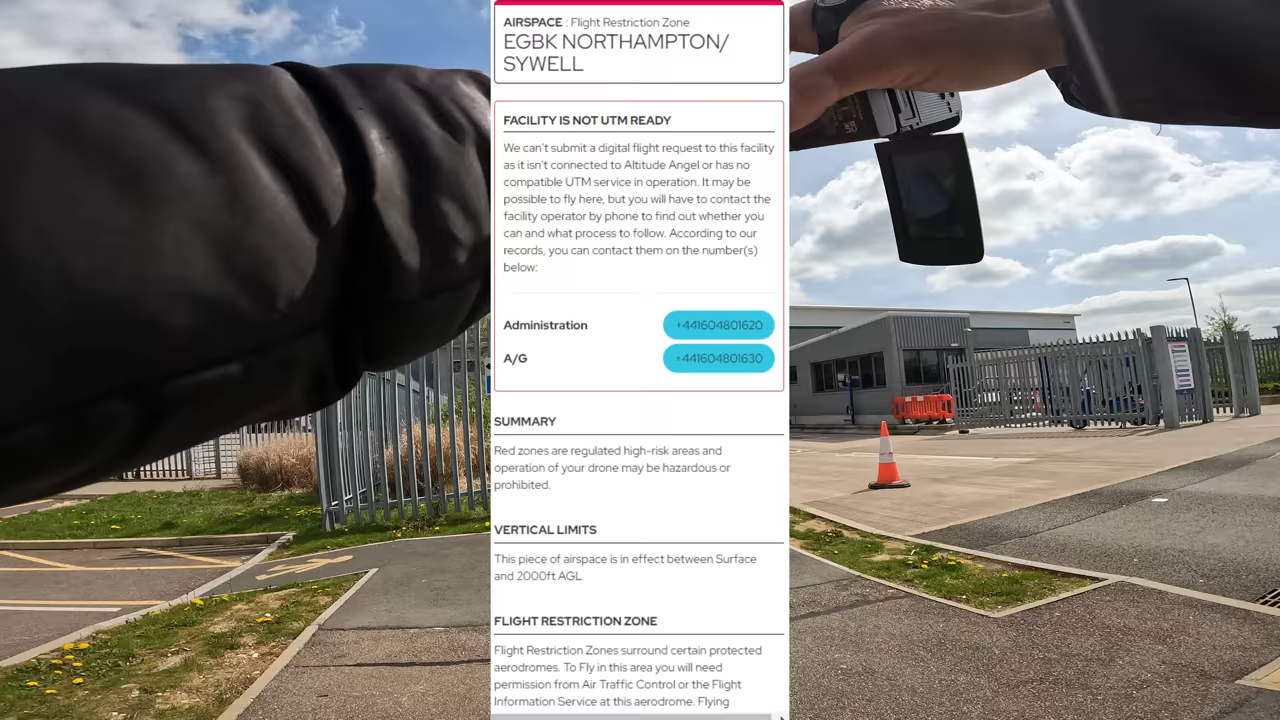 AIRSPACE : Flight Restriction Zone
EGBK NORTHAMPTON/
SYWELL
FACILITY IS NOT UTM READY
We can't submit a digital flight request to this facility
as it isn't connected to Altitude Angel or has no
compatible UTM service in operation. It may be
possible to fly here, but you will have to contact the
facility operator by phone to find out whether you
can and what process to follow. According to our
records, you can contact them on the number(s)
below:
Administration +441604801620
A/G +441604801630
SUMMARY
Red zones are regulated high-risk areas and
operation of your drone may be hazardous or
prohibited.
VERTICAL LIMITS
This piece of airspace is in effect between Surface
and 2000ft AGL
FLIGHT RESTRICTION ZONE
Flight Restriction Zones surround certain protected
aerodromes. To Fly in this area you will need
permission from Air Traffic Control or the Flight
Information Service at this aerodrome. Flying